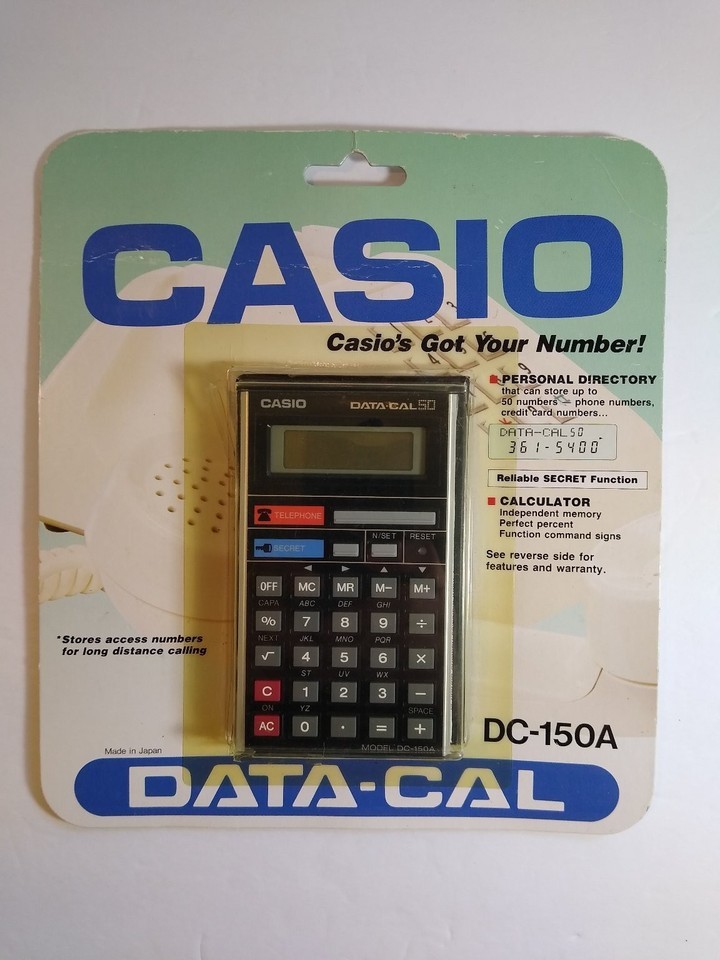 CASIO
Casio's Got Your Number!
PERSONAL DIRECTORY
that can store up to
50 numbers — phone numbers,
credit card numbers...
DATA-CAL50
361-5400
Reliable SECRET Function
CALCULATOR
Independent memory
Perfect percent
Function command signs
See reverse side for
features and warranty.
CASIO DATA-CAL 50
TELEPHONE
N/SET RESET
SECRET
◄ ► ▲ ▼
OFF MC MR M− M+
CAPA ABC DEF GHI
% 7 8 9 ÷
NEXT JKL MNO PQR
√ 4 5 6 ×
ST UV WX
C 1 2 3 −
ON YZ SPACE
AC 0 · = +
MODEL DC-150A
*Stores access numbers
for long distance calling
DC-150A
Made in Japan
DATA-CAL